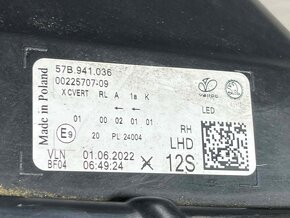 57B.941.036
00225707-09
XCVERT RL A 1a K
← →
LED
01 00 02 01 01
E9 20 PL 24004
RH
LHD
VLN 01.06.2022
BF04 06:49:24
12S
Made in Poland